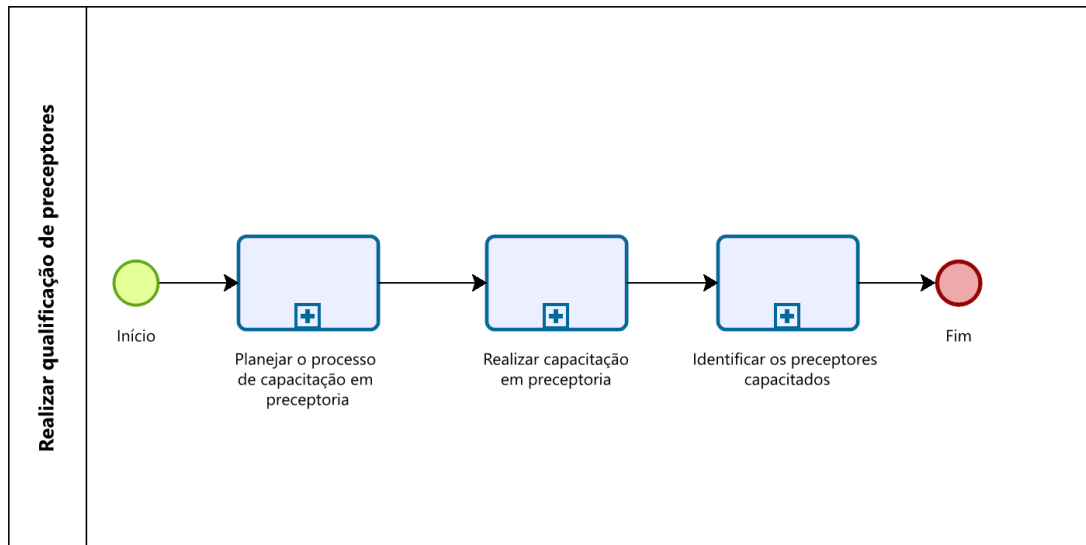 Realizar qualificação de preceptores
Início
Planejar o processo
de capacitação em
preceptoria
Realizar capacitação
em preceptoria
Identificar os preceptores
capacitados
Fim